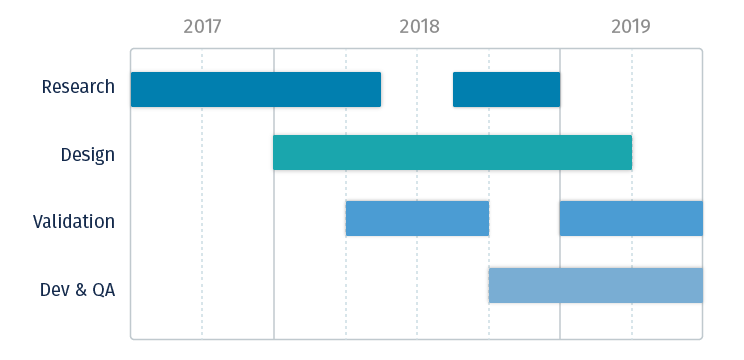 2017 2018 2019
Research
Design
Validation
Dev & QA